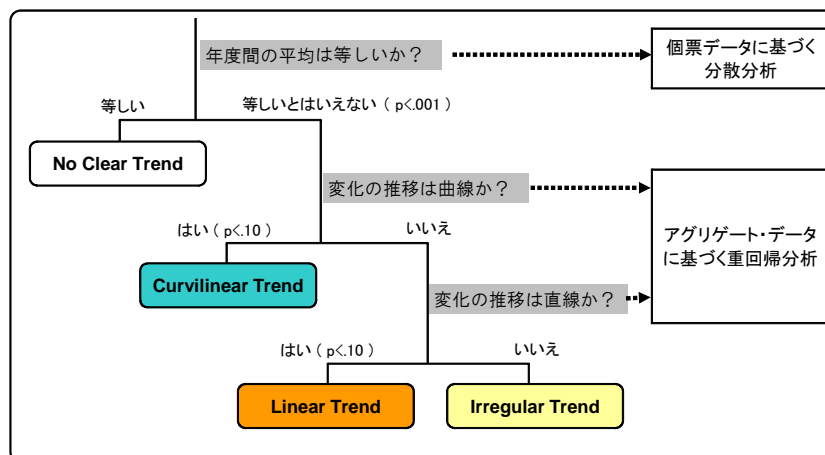 年度間の平均は等しいか？
個票データに基づく
分散分析
等しい
等しいとはいえない（ p<.001 ）
No Clear Trend
変化の推移は曲線か？
はい（ p<.10 ）
いいえ
アグリゲート・データ
に基づく重回帰分析
Curvilinear Trend
変化の推移は直線か？
はい（ p<.10 ）
いいえ
Linear Trend
Irregular Trend